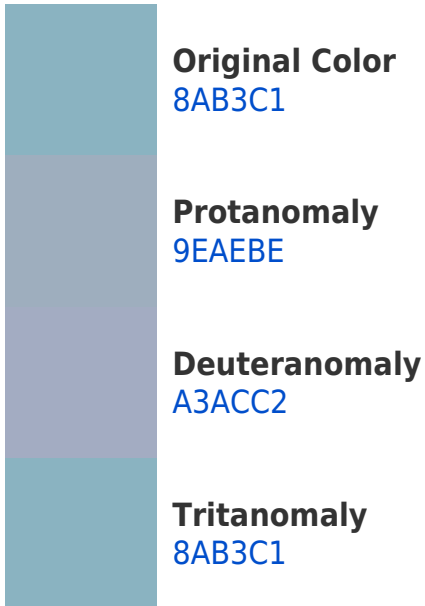 Original Color
8AB3C1
Protanomaly
9EAEBE
Deuteranomaly
A3ACC2
Tritanomaly
8AB3C1